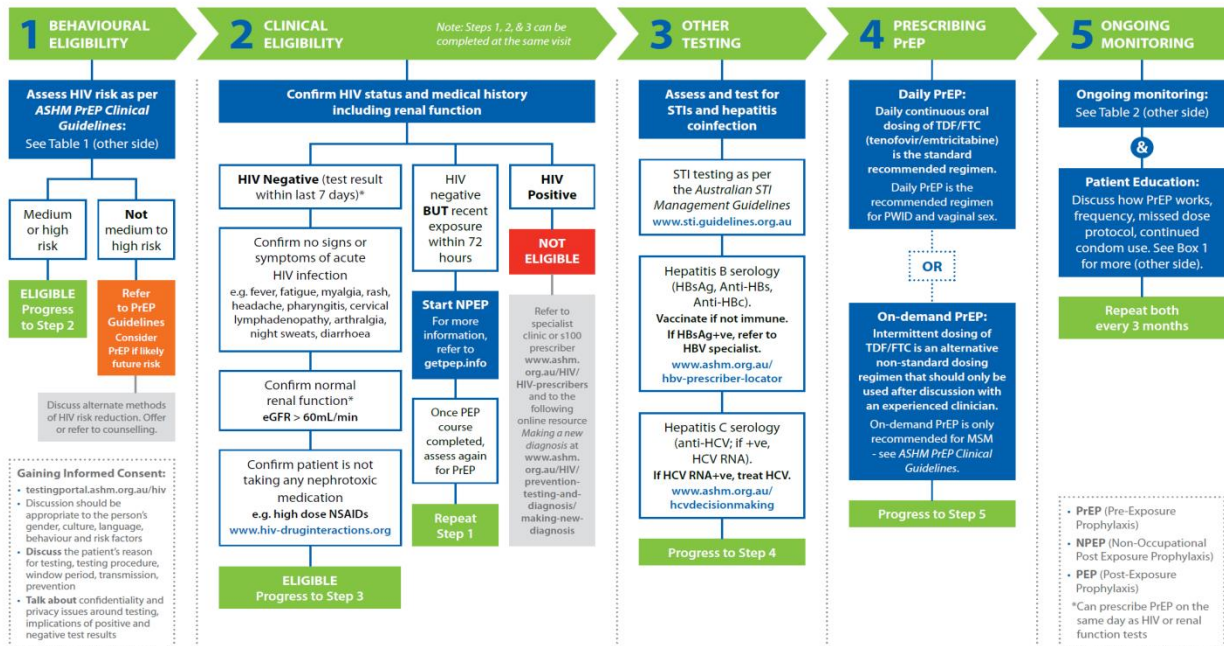 1 BEHAVIOURAL
ELIGIBILITY
Assess HIV risk as per
ASHM PrEP Clinical
Guidelines:
See Table 1 (other side)
Medium
or high
risk
ELIGIBLE
Progress
to Step 2
Not
medium to
high risk
Refer
to PrEP
Guidelines
Consider
PrEP if likely
future risk
Discuss alternate methods
of HIV risk reduction. Offer
or refer to counselling.
Gaining Informed Consent:
• testingportal.ashm.org.au/hiv
• Discussion should be
appropriate to the person's
gender, culture, language,
behaviour and risk factors
• Discuss the patient's reason
for testing, testing procedure,
window period, transmission,
prevention
• Talk about confidentiality and
privacy issues around testing,
implications of positive and
negative test results
2 CLINICAL
ELIGIBILITY
Note: Steps 1, 2, & 3 can be
completed at the same visit
Confirm HIV status and medical history
including renal function
HIV Negative (test result
within last 7 days)*
Confirm no signs or
symptoms of acute
HIV infection
e.g. fever, fatigue, myalgia, rash,
headache, pharyngitis, cervical
lymphadenopathy, arthralgia,
night sweats, diarrhoea
Confirm normal
renal function*
eGFR > 60mL/min
Confirm patient is not
taking any nephrotoxic
medication
e.g. high dose NSAIDs
www.hiv-druginteractions.org
ELIGIBLE
Progress to Step 3
HIV
negative
BUT recent
exposure
within 72
hours
Start NPEP
For more
information,
refer to
getpep.info
Once PEP
course
completed,
assess again
for PrEP
Repeat
Step 1
HIV
Positive
NOT
ELIGIBLE
Refer to
specialist
clinic or s100
prescriber
www.ashm.
org.au/HIV/
HIV-prescribers
and to the
following
online resource
Making a new
diagnosis at
www.ashm.
org.au/HIV/
prevention-
testing-and-
diagnosis/
making-new-
diagnosis
3 OTHER
TESTING
Assess and test for
STIs and hepatitis
coinfection
STI testing as per
the Australian STI
Management Guidelines
www.sti.guidelines.org.au
Hepatitis B serology
(HBsAg, Anti-HBs,
Anti-HBc).
Vaccinate if not immune.
If HBsAg+ve, refer to
HBV specialist.
www.ashm.org.au/
hbv-prescriber-locator
Hepatitis C serology
(anti-HCV; if +ve,
HCV RNA).
If HCV RNA+ve, treat HCV.
www.ashm.org.au/
hcvdecisionmaking
Progress to Step 4
4 PRESCRIBING
PrEP
Daily PrEP:
Daily continuous oral
dosing of TDF/FTC
(tenofovir/emtricitabine)
is the standard
recommended regimen.
Daily PrEP is the
recommended regimen
for PWID and vaginal sex.
OR
On-demand PrEP:
Intermittent dosing of
TDF/FTC is an alternative
non-standard dosing
regimen that should only be
used after discussion with
an experienced clinician.
On-demand PrEP is only
recommended for MSM
- see ASHM PrEP Clinical
Guidelines.
Progress to Step 5
5 ONGOING
MONITORING
Ongoing monitoring:
See Table 2 (other side)
&
Patient Education:
Discuss how PrEP works,
frequency, missed dose
protocol, continued
condom use. See Box 1
for more (other side).
Repeat both
every 3 months
• PrEP (Pre-Exposure
Prophylaxis)
• NPEP (Non-Occupational
Post Exposure Prophylaxis)
• PEP (Post-Exposure
Prophylaxis)
*Can prescribe PrEP on the
same day as HIV or renal
function tests